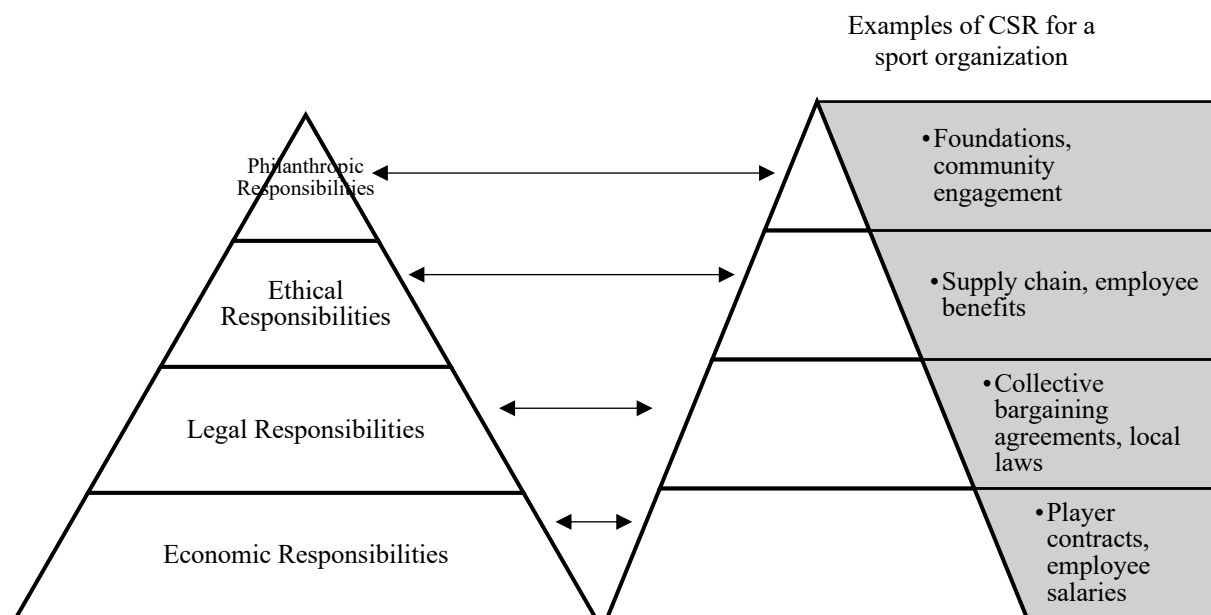 Examples of CSR for a
sport organization
Philanthropic
Responsibilities
•Foundations,
community
engagement
Ethical
Responsibilities
•Supply chain, employee
benefits
Legal Responsibilities
•Collective
bargaining
agreements, local
laws
Economic Responsibilities
•Player
contracts,
employee
salaries